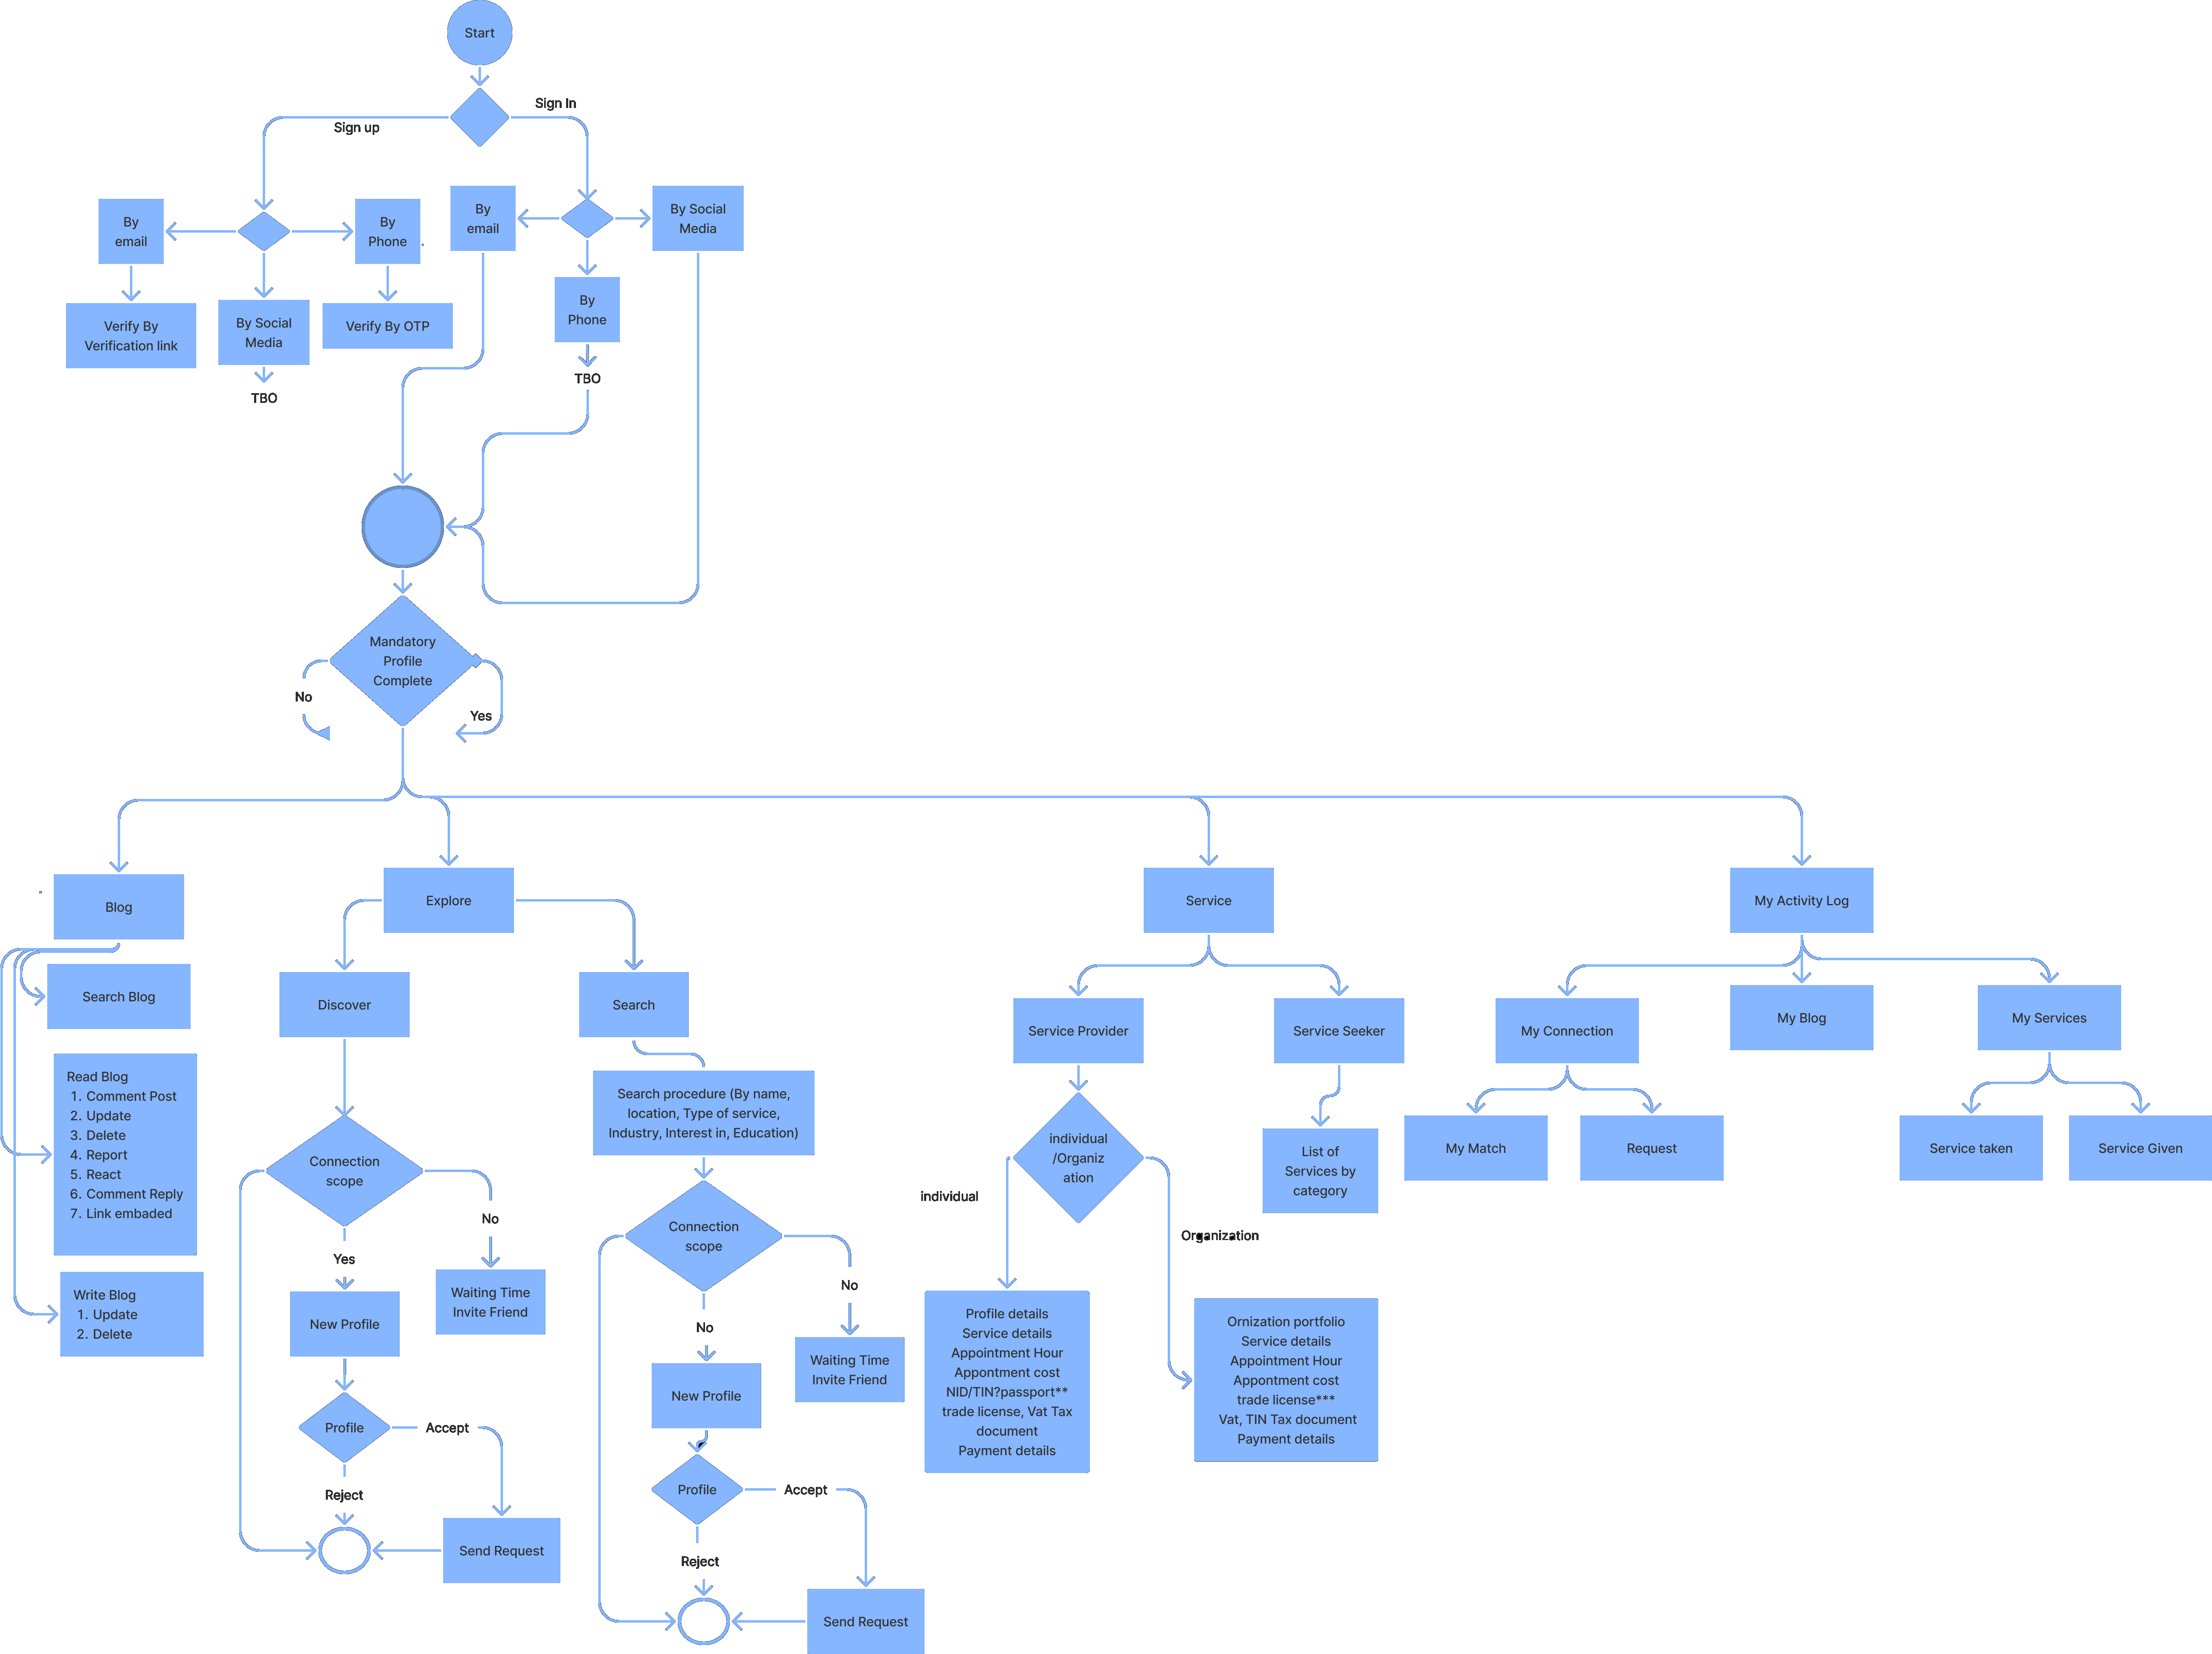 Start
Sign In
Sign up
By
email
By
Phone
By
email
By Social
Media
By
Phone
Verify By
Verification link
By Social
Media
Verify By OTP
TBO
TBO
Mandatory
Profile
Complete
No
Yes
Blog
Explore
Service
My Activity Log
Search Blog
Read Blog
1. Comment Post
2. Update
3. Delete
4. Report
5. React
6. Comment Reply
7. Link embaded
Write Blog
1. Update
2. Delete
Discover
Search
Connection
scope
No
Yes
Waiting Time
Invite Friend
New Profile
Profile
Accept
Reject
Send Request
Search procedure (By name,
location, Type of service,
Industry, Interest in, Education)
Connection
scope
No
No
Waiting Time
Invite Friend
New Profile
Profile
Accept
Reject
Send Request
Service Provider
Service Seeker
individual
/Organiz
ation
List of
Services by
category
individual
Organization
Profile details
Service details
Appointment Hour
Appontment cost
NID/TIN?passport**
trade license, Vat Tax
document
Payment details
Ornization portfolio
Service details
Appointment Hour
Appontment cost
trade license***
Vat, TIN Tax document
Payment details
My Connection
My Blog
My Services
My Match
Request
Service taken
Service Given